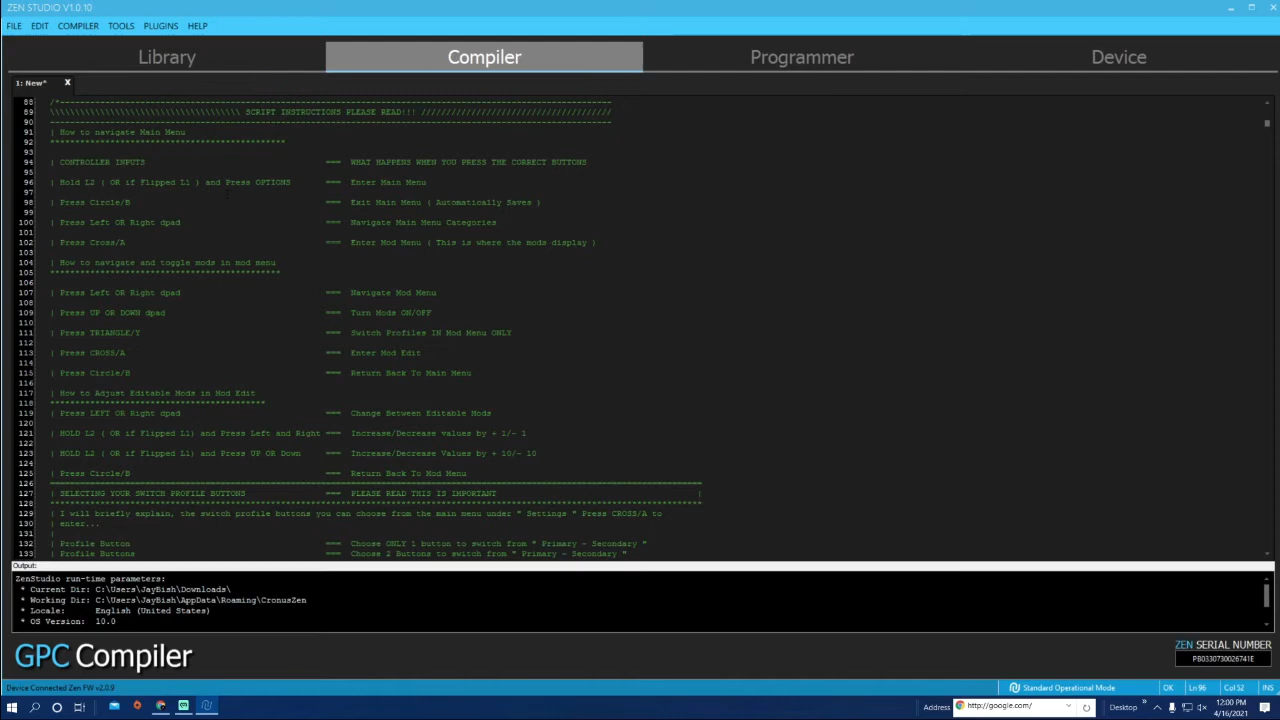 ZEN STUDIO V1.0.10
FILE EDIT COMPILER TOOLS PLUGINS HELP
Library Compiler Programmer Device
1: New* X
88 /*--------------------------------------------------------------------------------------------------------------
89 \\\\\\\\\\\\\\\\\\\\\\\\\\\\\\\\\\\\\\ SCRIPT INSTRUCTIONS PLEASE READ!!! //////////////////////////////////////
90 ----------------------------------------------------------------------------------------------------------------
91 | How to navigate Main Menu
92 ***********************************************
93
94 | CONTROLLER INPUTS === WHAT HAPPENS WHEN YOU PRESS THE CORRECT BUTTONS
95
96 | Hold L2 ( OR if Flipped L1 ) and Press OPTIONS === Enter Main Menu
97
98 | Press Circle/B === Exit Main Menu ( Automatically Saves )
99
100 | Press Left OR Right dpad === Navigate Main Menu Categories
101
102 | Press Cross/A === Enter Mod Menu ( This is where the mods display )
103
104 | How to navigate and toggle mods in mod menu
105 **********************************************
106
107 | Press Left OR Right dpad === Navigate Mod Menu
108
109 | Press UP OR DOWN dpad === Turn Mods ON/OFF
110
111 | Press TRIANGLE/Y === Switch Profiles IN Mod Menu ONLY
112
113 | Press CROSS/A === Enter Mod Edit
114
115 | Press Circle/B === Return Back To Main Menu
116
117 | How to Adjust Editable Mods in Mod Edit
118 *******************************************
119 | Press LEFT OR Right dpad === Change Between Editable Mods
120
121 | HOLD L2 ( OR if Flipped L1) and Press Left and Right === Increase/Decrease values by + 1/- 1
122
123 | HOLD L2 ( OR if Flipped L1) and Press UP OR Down === Increase/Decrease Values by + 10/- 10
124
125 | Press Circle/B === Return Back To Mod Menu
126 ==================================================================================================================================
127 | SELECTING YOUR SWITCH PROFILE BUTTONS === PLEASE READ THIS IS IMPORTANT |
128 **********************************************************************************************************************************
129 | I will briefly explain, the switch profile buttons you can choose from the main menu under " Settings " Press CROSS/A to
130 | enter...
131 |
132 | Profile Button === Choose ONLY 1 button to switch from " Primary - Secondary "
133 | Profile Buttons === Choose 2 Buttons to switch from " Primary - Secondary "
Output:
ZenStudio run-time parameters:
* Current Dir: C:\Users\JayBish\Downloads\
* Working Dir: C:\Users\JayBish\AppData\Roaming\CronusZen
* Locale: English (United States)
* OS Version: 10.0
GPC Compiler
ZEN SERIAL NUMBER
PB0330730026741E
Device Connected Zen FW v2.0.9 Standard Operational Mode OK Ln 96 Col 52 INS
Address http://google.com/ Desktop » 12:00 PM
4/16/2021